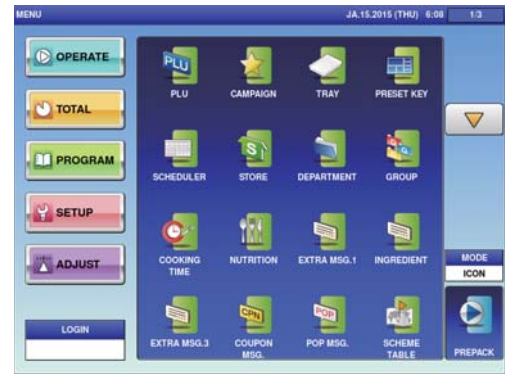 MENU
JA.15.2015 (THU) 6:08
1/3
OPERATE
TOTAL
PROGRAM
SETUP
ADJUST
LOGIN
PLU
PLU
CAMPAIGN
TRAY
PRESET KEY
SCHEDULER
S
STORE
DEPARTMENT
GROUP
COOKING
TIME
NUTRITION
EXTRA MSG.1
INGREDIENT
EXTRA MSG.3
CPN
COUPON
MSG.
POP
POP MSG.
SCHEME
TABLE
MODE
ICON
PREPACK